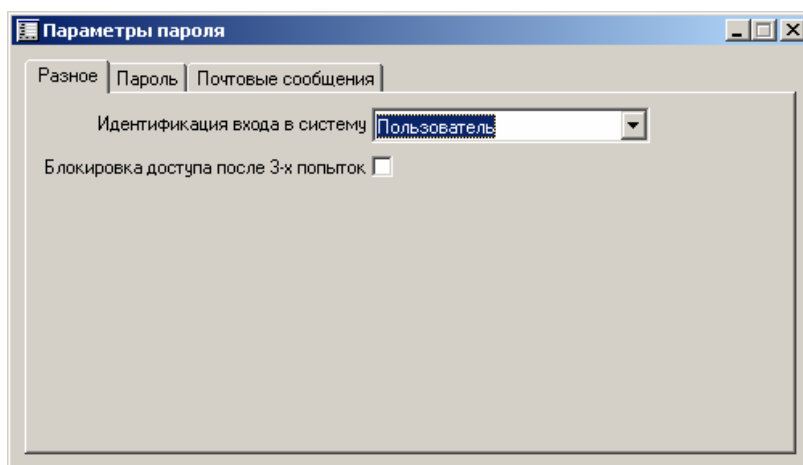 Параметры пароля
Разное Пароль Почтовые сообщения
Идентификация входа в систему Пользователь
Блокировка доступа после 3-х попыток